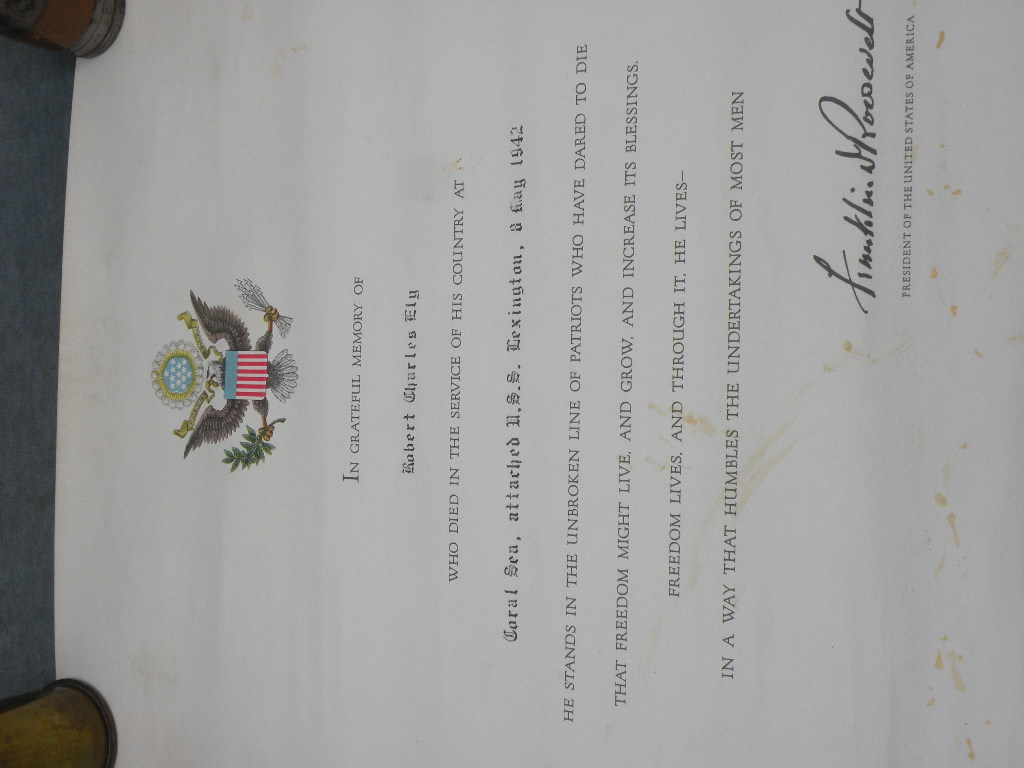 IN GRATEFUL MEMORY OF
Robert Charles Ely
WHO DIED IN THE SERVICE OF HIS COUNTRY AT
Coral Sea, attached U.S.S. Lexington, 8 May 1942
HE STANDS IN THE UNBROKEN LINE OF PATRIOTS WHO HAVE DARED TO DIE
THAT FREEDOM MIGHT LIVE, AND GROW, AND INCREASE ITS BLESSINGS.
FREEDOM LIVES, AND THROUGH IT, HE LIVES—
IN A WAY THAT HUMBLES THE UNDERTAKINGS OF MOST MEN
Franklin D Roosevelt
PRESIDENT OF THE UNITED STATES OF AMERICA